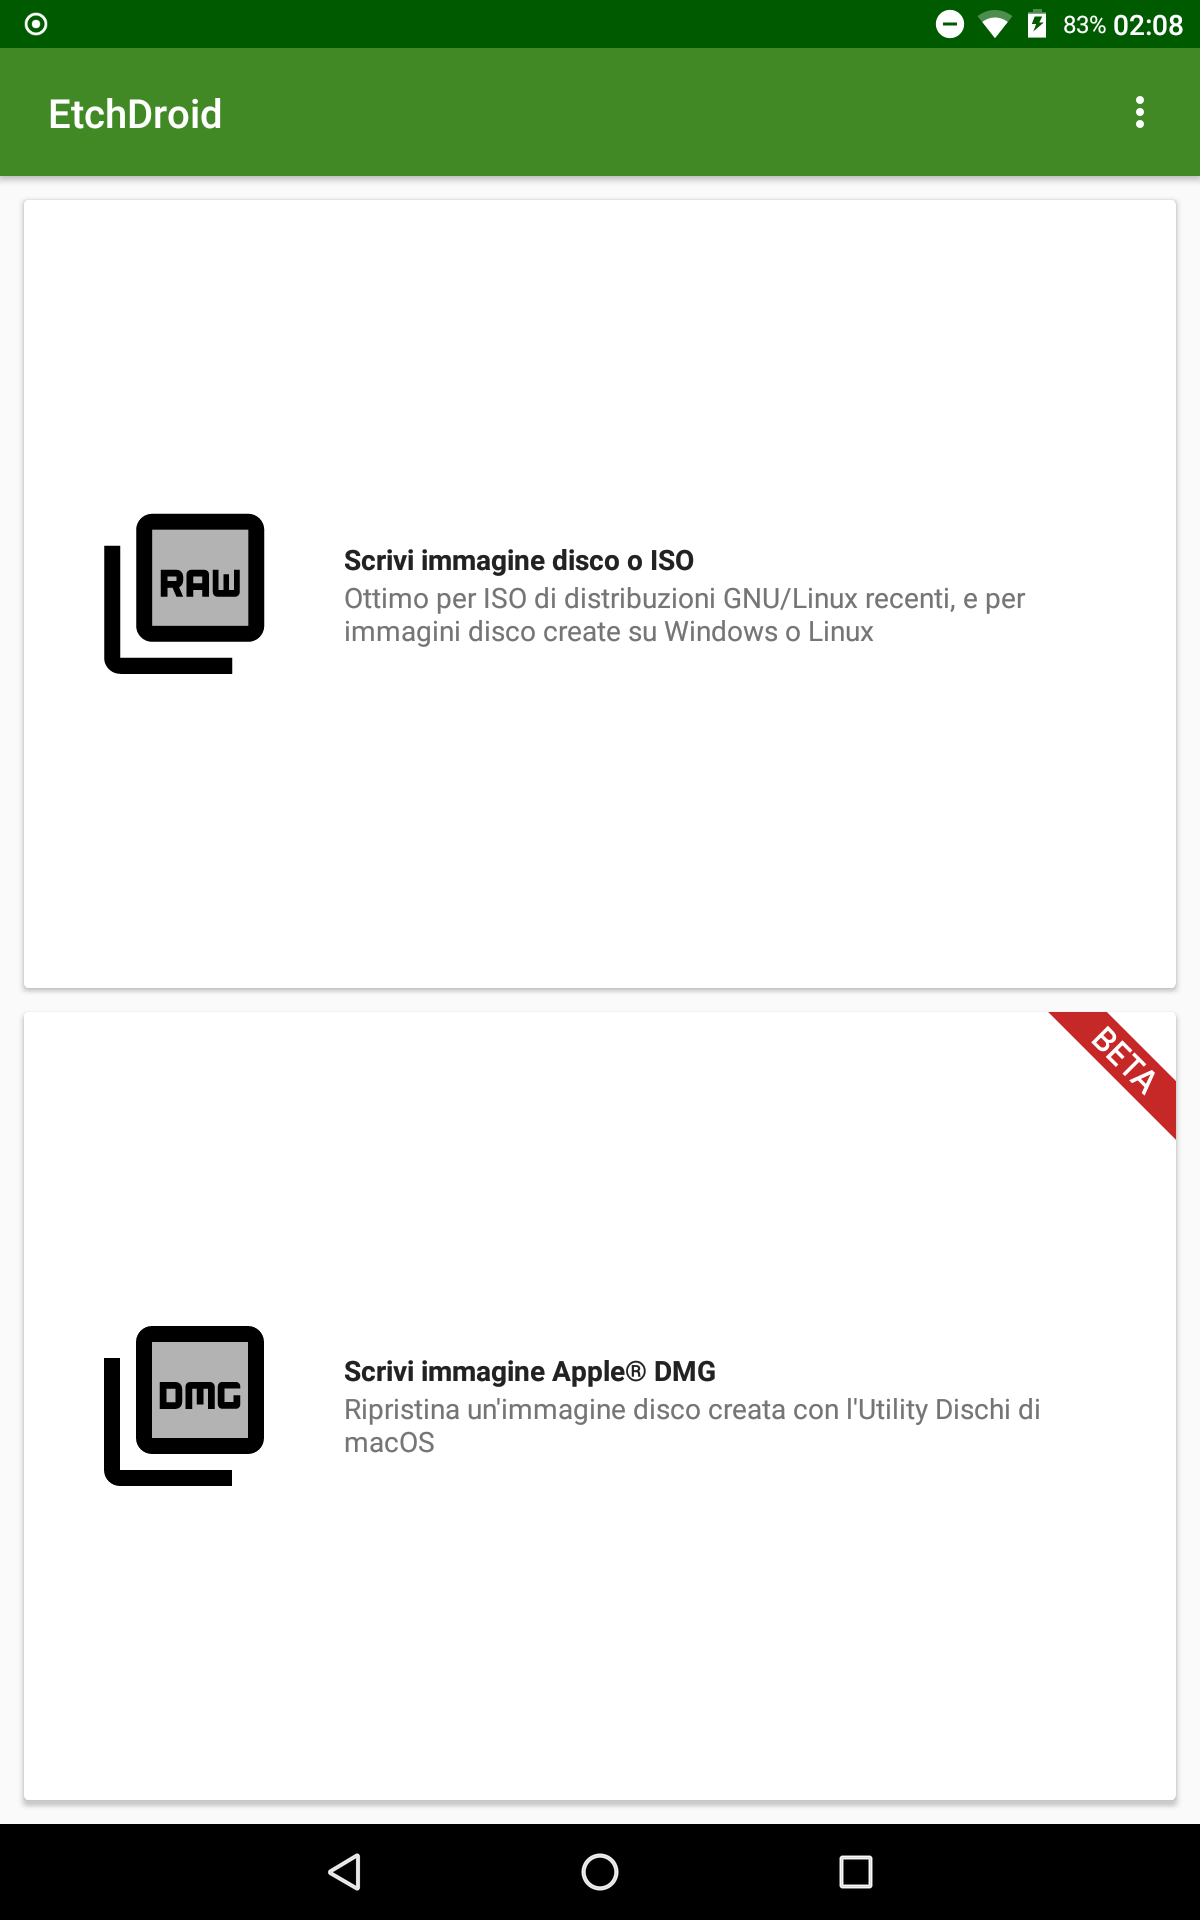 83% 02:08
EtchDroid
RAW
Scrivi immagine disco o ISO
Ottimo per ISO di distribuzioni GNU/Linux recenti, e per
immagini disco create su Windows o Linux
BETA
DMG
Scrivi immagine Apple® DMG
Ripristina un'immagine disco creata con l'Utility Dischi di
macOS